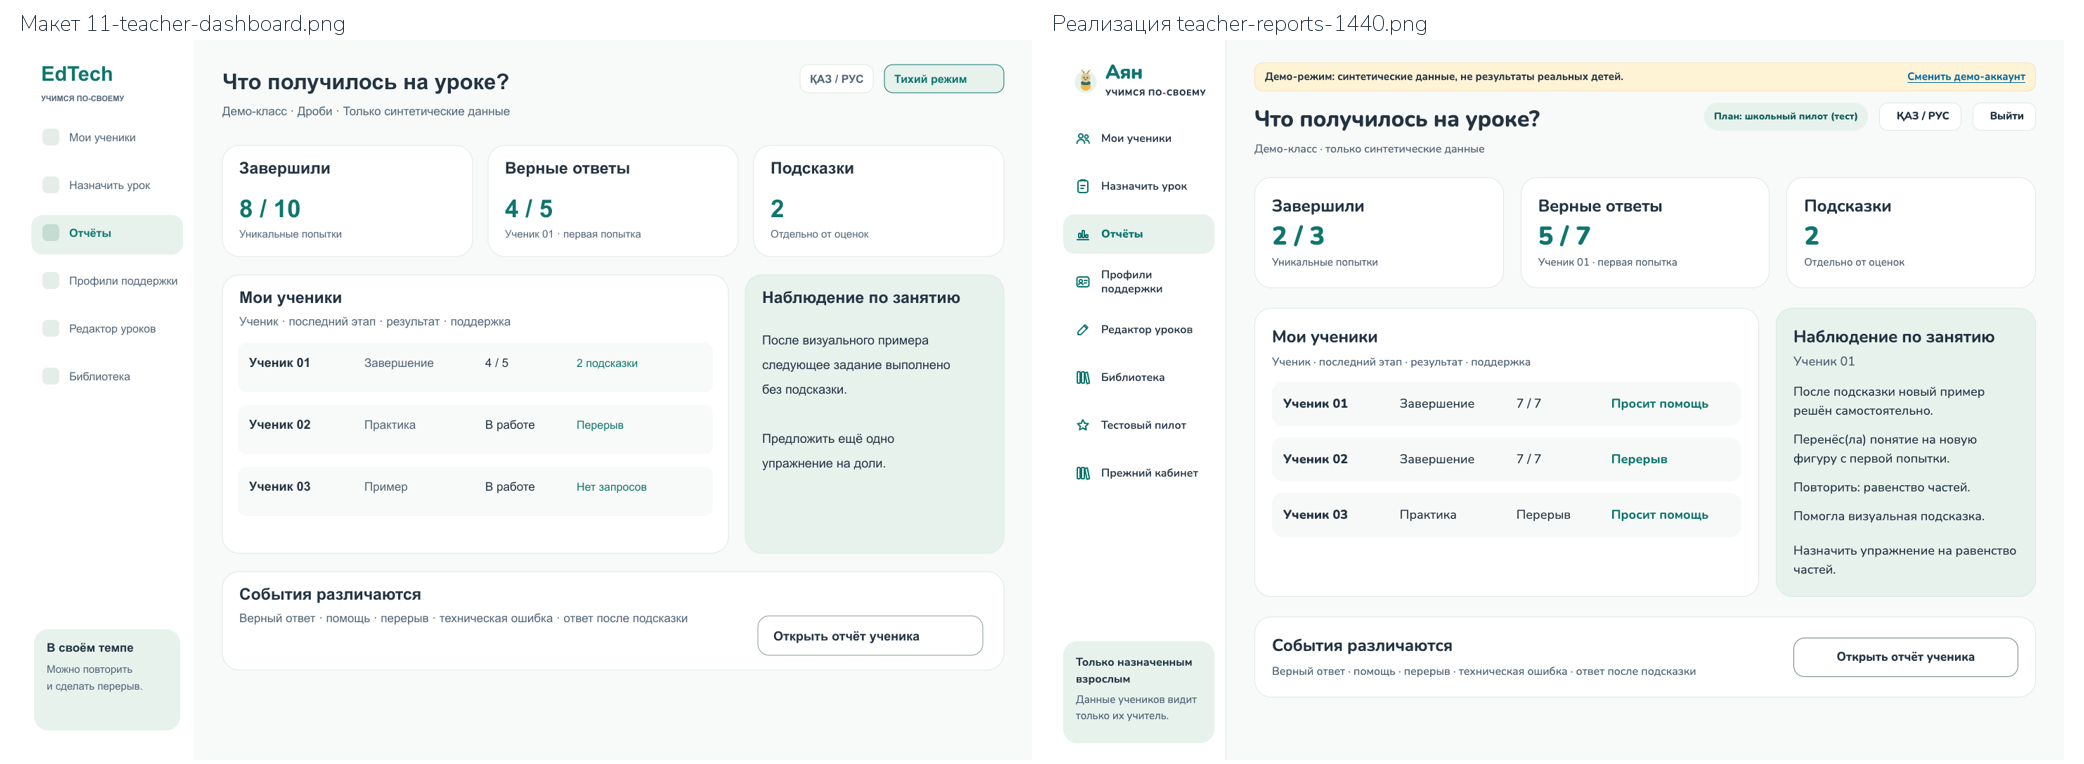 Макет 11-teacher-dashboard.png
EdTech
УЧИМСЯ ПО-СВОЕМУ
Мои ученики
Назначить урок
Отчёты
Профили поддержки
Редактор уроков
Библиотека
В своём темпе
Можно повторить
и сделать перерыв.
Что получилось на уроке?
Демо-класс · Дроби · Только синтетические данные
ҚАЗ / РУС
Тихий режим
Завершили
8 / 10
Уникальные попытки
Верные ответы
4 / 5
Ученик 01 · первая попытка
Подсказки
2
Отдельно от оценок
Мои ученики
Ученик · последний этап · результат · поддержка
Ученик 01 Завершение 4 / 5 2 подсказки
Ученик 02 Практика В работе Перерыв
Ученик 03 Пример В работе Нет запросов
Наблюдение по занятию
После визуального примера
следующее задание выполнено
без подсказки.
Предложить ещё одно
упражнение на доли.
События различаются
Верный ответ · помощь · перерыв · техническая ошибка · ответ после подсказки
Открыть отчёт ученика
Реализация teacher-reports-1440.png
Аян
УЧИМСЯ ПО-СВОЕМУ
Мои ученики
Назначить урок
Отчёты
Профили
поддержки
Редактор уроков
Библиотека
Тестовый пилот
Прежний кабинет
Только назначенным
взрослым
Данные учеников видит
только их учитель.
Демо-режим: синтетические данные, не результаты реальных детей.
Сменить демо-аккаунт
Что получилось на уроке?
План: школьный пилот (тест)
ҚАЗ / РУС
Выйти
Демо-класс · только синтетические данные
Завершили
2 / 3
Уникальные попытки
Верные ответы
5 / 7
Ученик 01 · первая попытка
Подсказки
2
Отдельно от оценок
Мои ученики
Ученик · последний этап · результат · поддержка
Ученик 01 Завершение 7 / 7 Просит помощь
Ученик 02 Завершение 7 / 7 Перерыв
Ученик 03 Практика Перерыв Просит помощь
Наблюдение по занятию
Ученик 01
После подсказки новый пример
решён самостоятельно.
Перенёс(ла) понятие на новую
фигуру с первой попытки.
Повторить: равенство частей.
Помогла визуальная подсказка.
Назначить упражнение на равенство
частей.
События различаются
Верный ответ · помощь · перерыв · техническая ошибка · ответ после подсказки
Открыть отчёт ученика